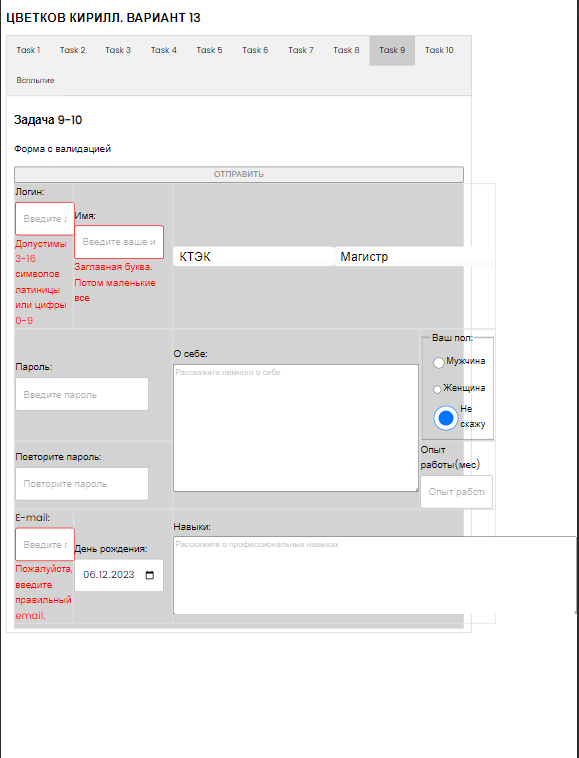 ЦВЕТКОВ КИРИЛЛ. ВАРИАНТ 13
Task 1 Task 2 Task 3 Task 4 Task 5 Task 6 Task 7 Task 8 Task 9 Task 10
Всплытие
Задача 9-10
Форма с валидацией
ОТПРАВИТЬ
Логин:
Введите
Допустимы
3-16
символов
латиницы
или цифры
0-9
Имя:
Введите ваше и
Заглавная буква.
Потом маленькие
все
КТЭК
Магистр
Пароль:
Введите пароль
О себе:
Расскажите немного о себе
Ваш пол:
Мужчина
Женщина
Не
скажу
Повторите пароль:
Повторите пароль
Опыт
работы(мес)
Опыт работ
E-mail:
Введите
Пожалуйста,
введите
правильный
email.
День рождения:
06.12.2023
Навыки:
Расскажите о профессиональных навыках